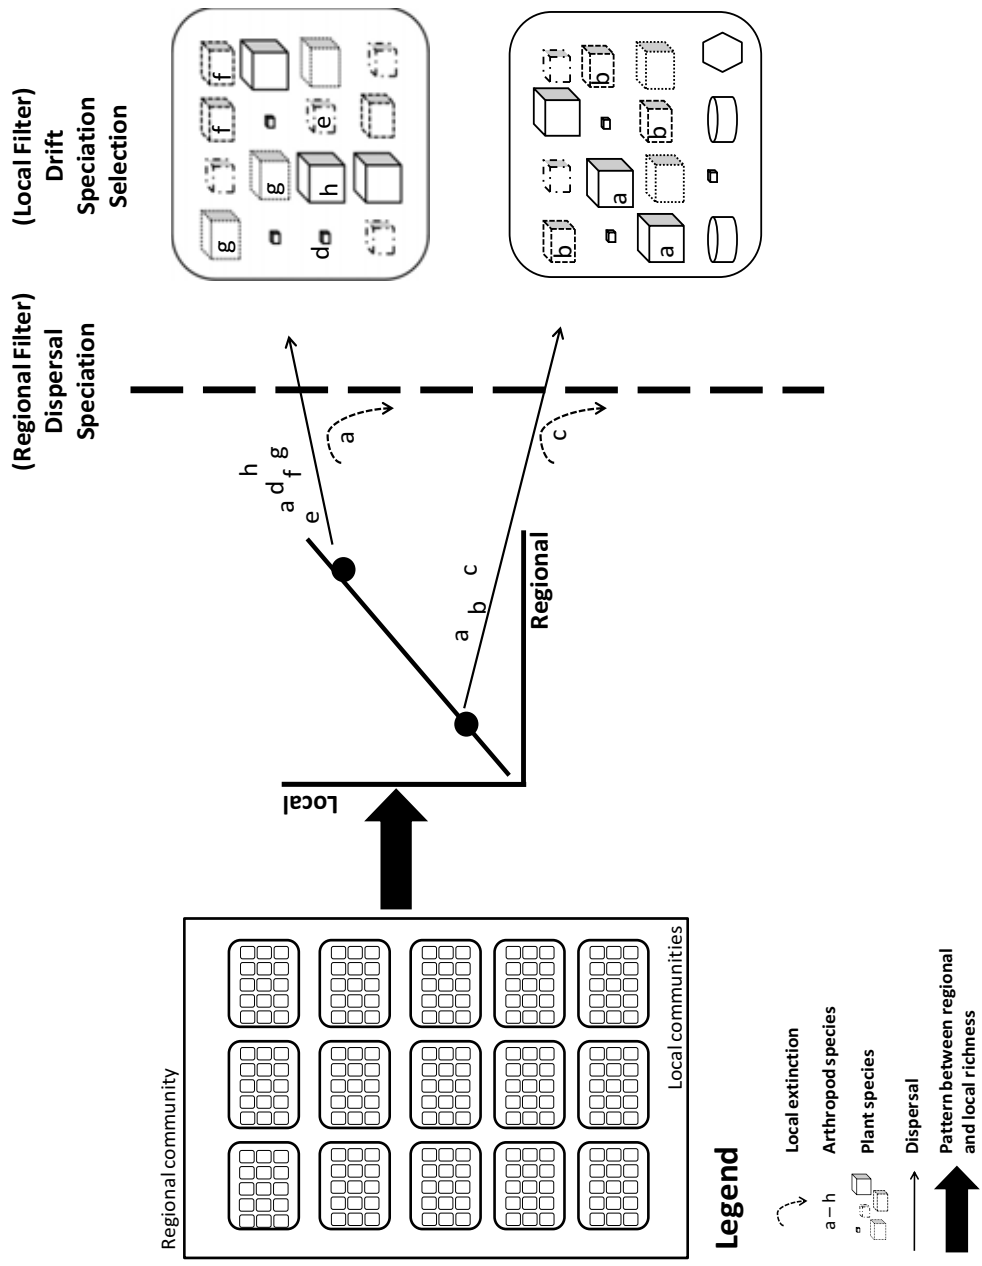 (Regional Filter)
Dispersal
Speciation
(Local Filter)
Drift
Speciation
Selection
Regional community
Local communities
Local
Regional
a
b
c
e
a
d
f
h
g
a
c
g
g
f
f
d
h
e
b
a
a
b
b
Legend
Local extinction
a – h
Arthropod species
Plant species
Dispersal
Pattern between regional
and local richness